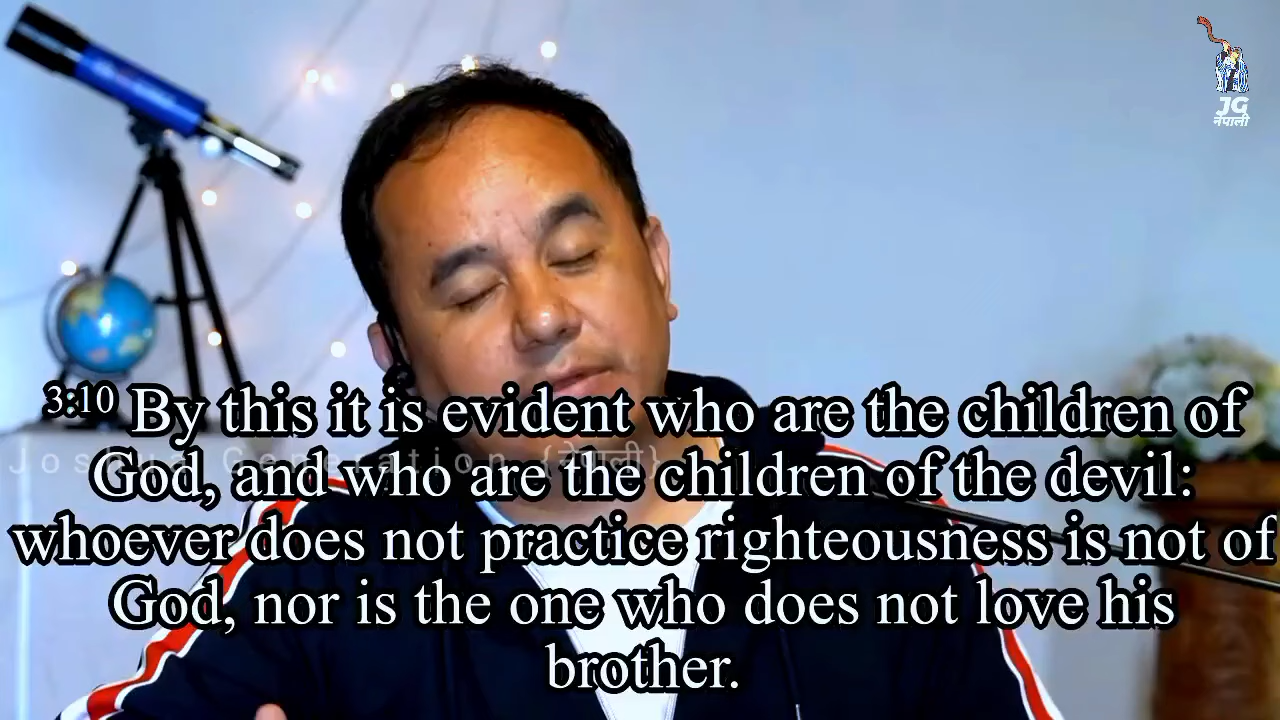 JG
नेपाली
3:10 By this it is evident who are the children of
God, and who are the children of the devil:
Joshua Generation {नेपाली}
whoever does not practice righteousness is not of
God, nor is the one who does not love his
brother.